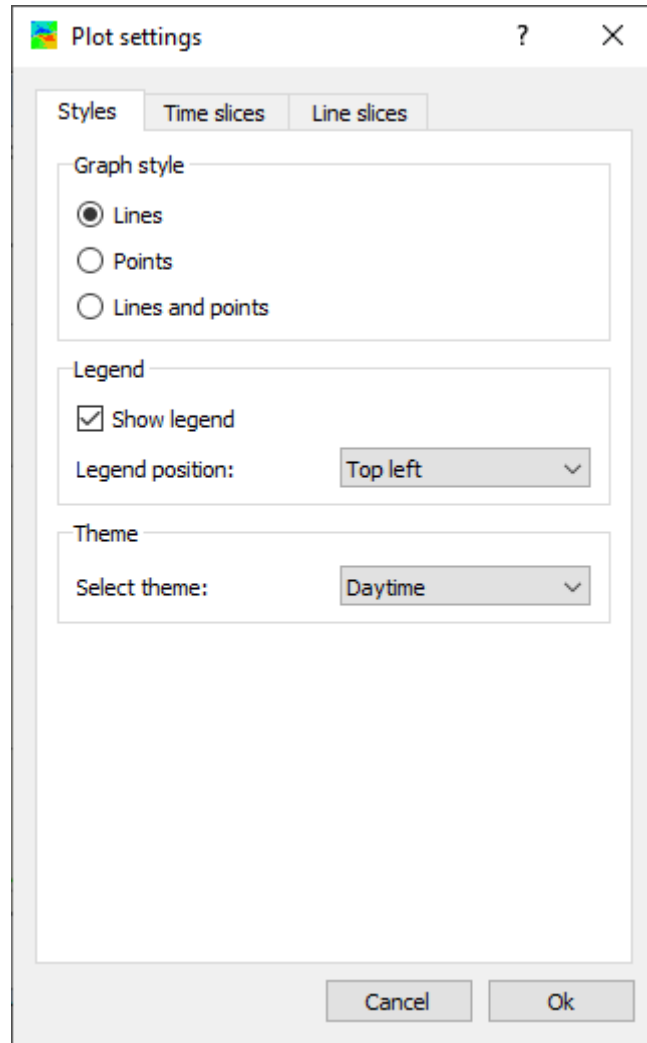 Plot settings ?
Styles Time slices Line slices
Graph style
Lines
Points
Lines and points
Legend
Show legend
Legend position: Top left
Theme
Select theme: Daytime
Cancel Ok